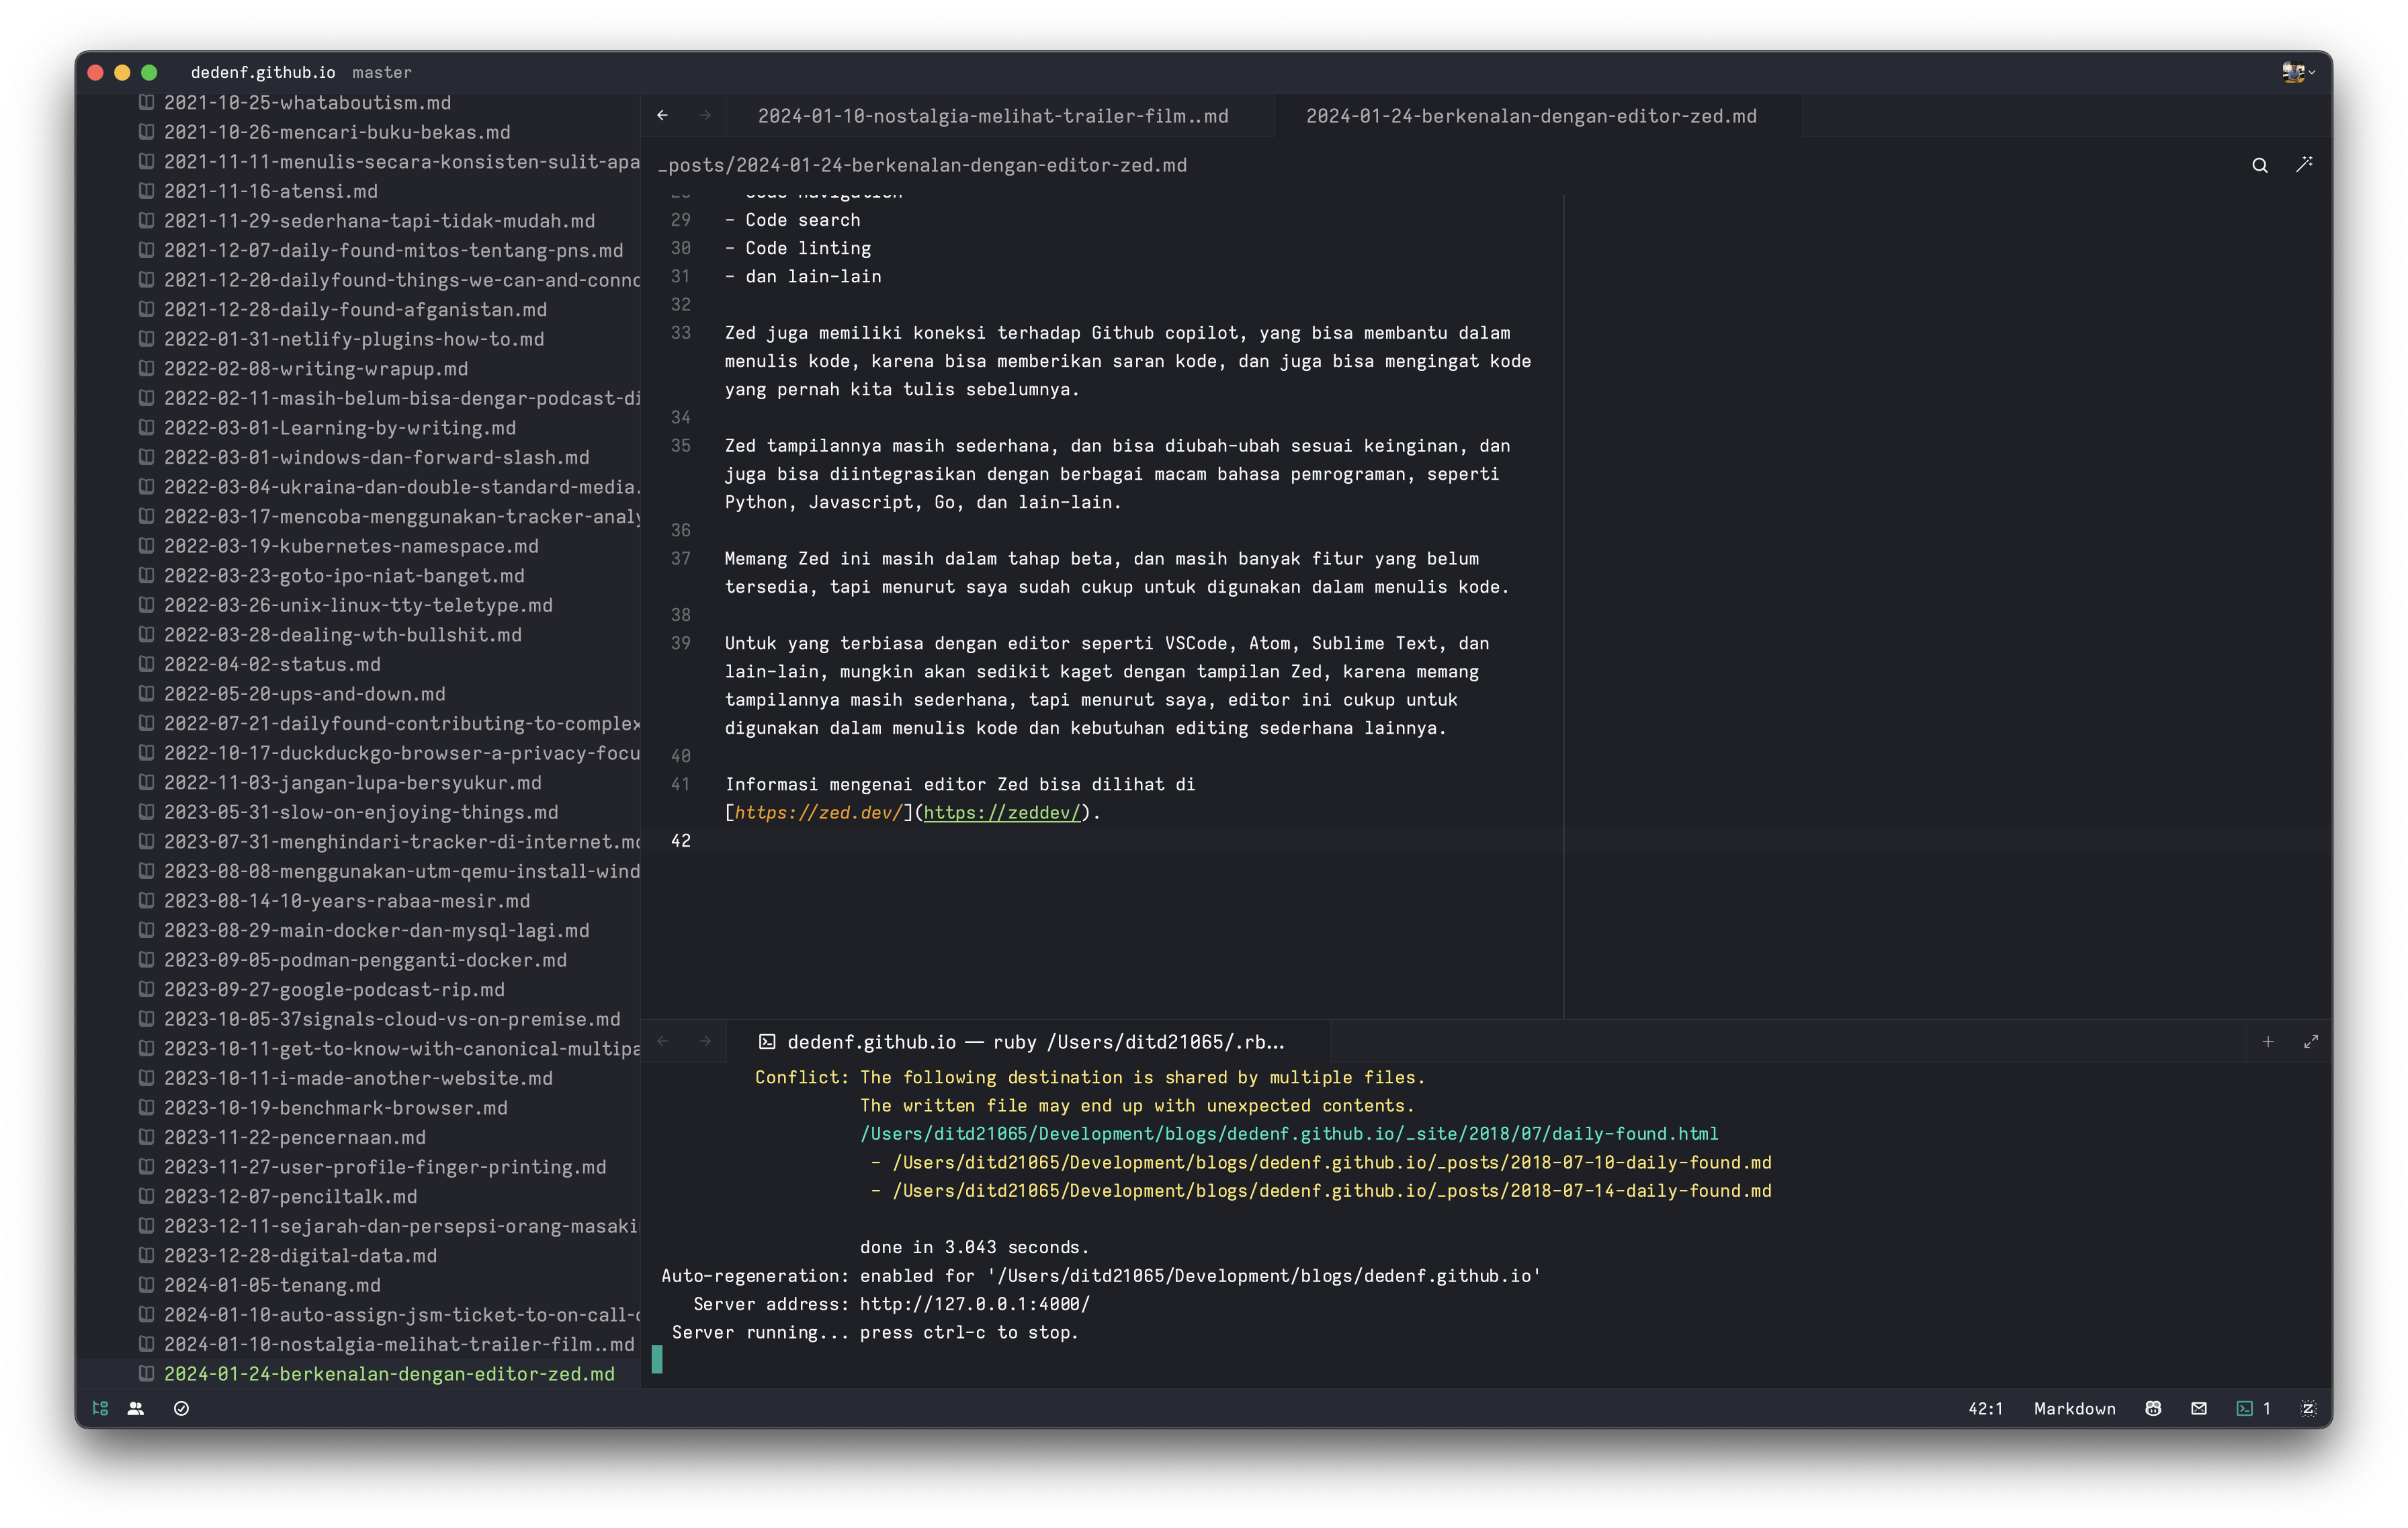 dedenf.github.io master
2021-10-25-whataboutism.md
2021-10-26-mencari-buku-bekas.md
2021-11-11-menulis-secara-konsisten-sulit-apa
2021-11-16-atensi.md
2021-11-29-sederhana-tapi-tidak-mudah.md
2021-12-07-daily-found-mitos-tentang-pns.md
2021-12-20-dailyfound-things-we-can-and-conno
2021-12-28-daily-found-afganistan.md
2022-01-31-netlify-plugins-how-to.md
2022-02-08-writing-wrapup.md
2022-02-11-masih-belum-bisa-dengar-podcast-di
2022-03-01-Learning-by-writing.md
2022-03-01-windows-dan-forward-slash.md
2022-03-04-ukraina-dan-double-standard-media.
2022-03-17-mencoba-menggunakan-tracker-analy
2022-03-19-kubernetes-namespace.md
2022-03-23-goto-ipo-niat-banget.md
2022-03-26-unix-linux-tty-teletype.md
2022-03-28-dealing-wth-bullshit.md
2022-04-02-status.md
2022-05-20-ups-and-down.md
2022-07-21-dailyfound-contributing-to-complex
2022-10-17-duckduckgo-browser-a-privacy-focu
2022-11-03-jangan-lupa-bersyukur.md
2023-05-31-slow-on-enjoying-things.md
2023-07-31-menghindari-tracker-di-internet.md
2023-08-08-menggunakan-utm-qemu-install-wind
2023-08-14-10-years-rabaa-mesir.md
2023-08-29-main-docker-dan-mysql-lagi.md
2023-09-05-podman-pengganti-docker.md
2023-09-27-google-podcast-rip.md
2023-10-05-37signals-cloud-vs-on-premise.md
2023-10-11-get-to-know-with-canonical-multipa
2023-10-11-i-made-another-website.md
2023-10-19-benchmark-browser.md
2023-11-22-pencernaan.md
2023-11-27-user-profile-finger-printing.md
2023-12-07-penciltalk.md
2023-12-11-sejarah-dan-persepsi-orang-masaki
2023-12-28-digital-data.md
2024-01-05-tenang.md
2024-01-10-auto-assign-jsm-ticket-to-on-call-
2024-01-10-nostalgia-melihat-trailer-film..md
2024-01-24-berkenalan-dengan-editor-zed.md
2024-01-10-nostalgia-melihat-trailer-film..md
2024-01-24-berkenalan-dengan-editor-zed.md
_posts/2024-01-24-berkenalan-dengan-editor-zed.md
28 - Code navigation
29 - Code search
30 - Code linting
31 - dan lain-lain
32
33 Zed juga memiliki koneksi terhadap Github copilot, yang bisa membantu dalam
menulis kode, karena bisa memberikan saran kode, dan juga bisa mengingat kode
yang pernah kita tulis sebelumnya.
34
35 Zed tampilannya masih sederhana, dan bisa diubah-ubah sesuai keinginan, dan
juga bisa diintegrasikan dengan berbagai macam bahasa pemrograman, seperti
Python, Javascript, Go, dan lain-lain.
36
37 Memang Zed ini masih dalam tahap beta, dan masih banyak fitur yang belum
tersedia, tapi menurut saya sudah cukup untuk digunakan dalam menulis kode.
38
39 Untuk yang terbiasa dengan editor seperti VSCode, Atom, Sublime Text, dan
lain-lain, mungkin akan sedikit kaget dengan tampilan Zed, karena memang
tampilannya masih sederhana, tapi menurut saya, editor ini cukup untuk
digunakan dalam menulis kode dan kebutuhan editing sederhana lainnya.
40
41 Informasi mengenai editor Zed bisa dilihat di
[https://zed.dev/](https://zeddev/).
42
dedenf.github.io — ruby /Users/ditd21065/.rb...
Conflict: The following destination is shared by multiple files.
The written file may end up with unexpected contents.
/Users/ditd21065/Development/blogs/dedenf.github.io/_site/2018/07/daily-found.html
- /Users/ditd21065/Development/blogs/dedenf.github.io/_posts/2018-07-10-daily-found.md
- /Users/ditd21065/Development/blogs/dedenf.github.io/_posts/2018-07-14-daily-found.md
done in 3.043 seconds.
Auto-regeneration: enabled for '/Users/ditd21065/Development/blogs/dedenf.github.io'
Server address: http://127.0.0.1:4000/
Server running... press ctrl-c to stop.
42:1 Markdown 1